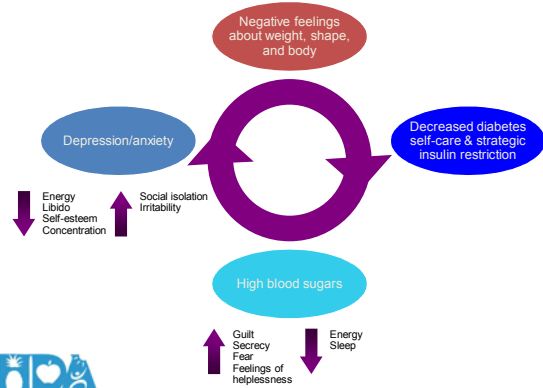 Negative feelings
about weight, shape,
and body
Depression/anxiety
Decreased diabetes
self-care & strategic
insulin restriction
Energy
Libido
Self-esteem
Concentration
Social isolation
Irritability
High blood sugars
Guilt
Secrecy
Fear
Feelings of
helplessness
Energy
Sleep